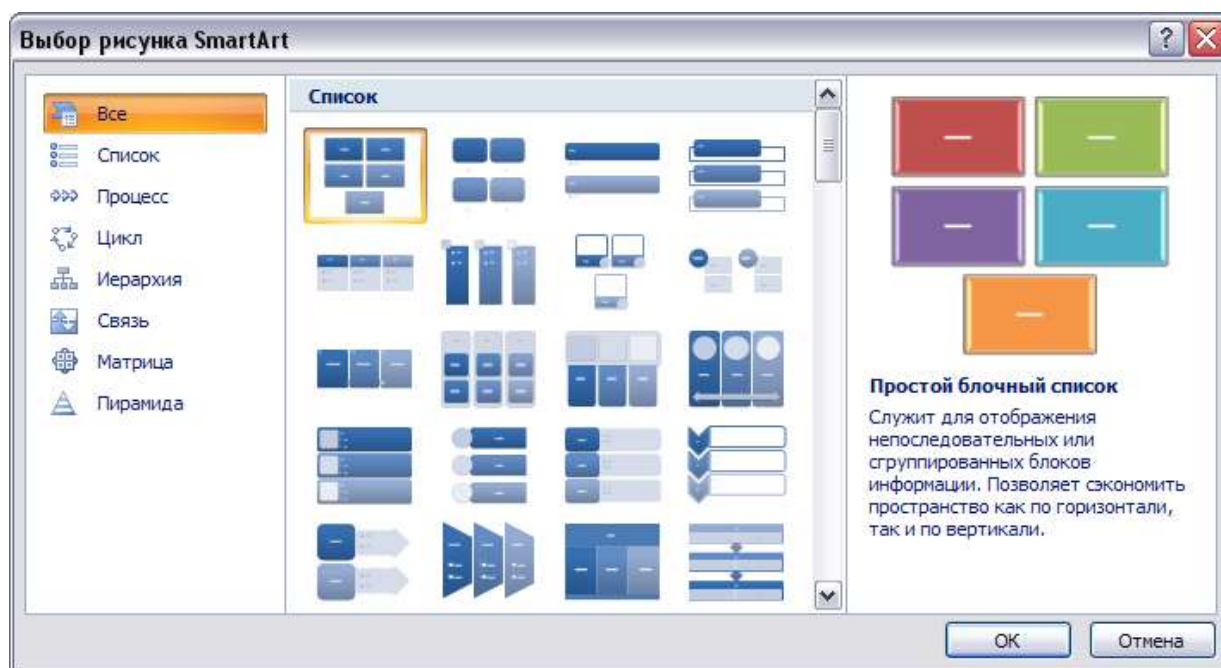 Выбор рисунка SmartArt
Все
Список
Процесс
Цикл
Иерархия
Связь
Матрица
Пирамида
Список
Простой блочный список
Служит для отображения
непоследовательных или
сгруппированных блоков
информации. Позволяет сэкономить
пространство как по горизонтали,
так и по вертикали.
ОК
Отмена